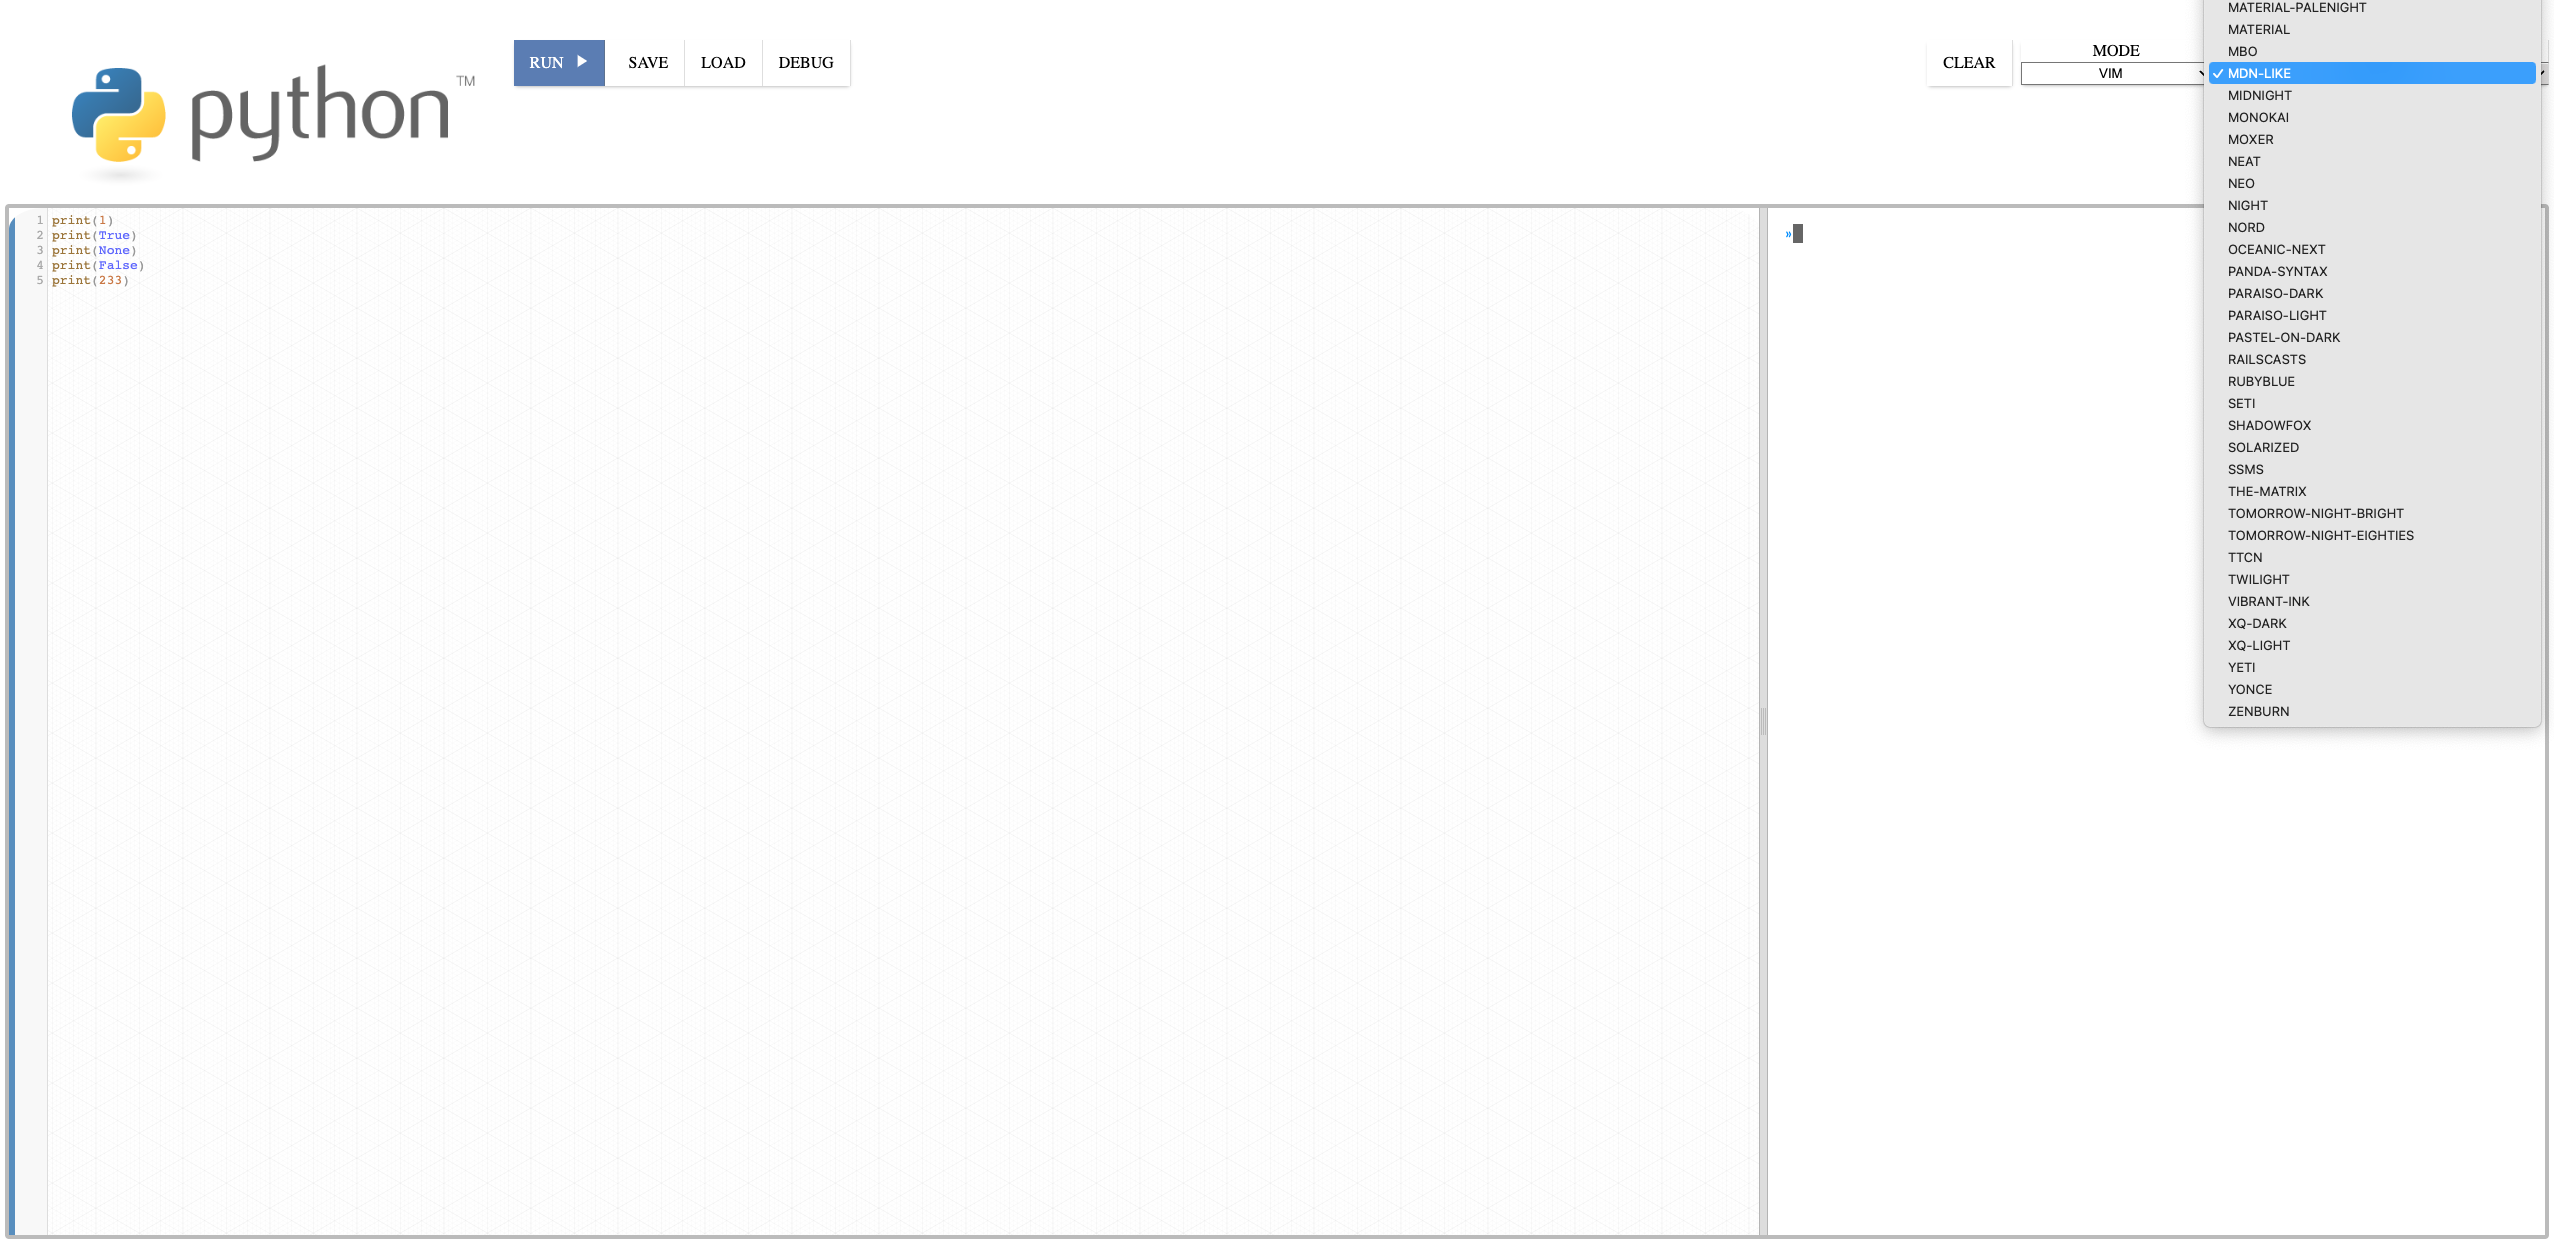 python™
RUN
SAVE
LOAD
DEBUG
CLEAR
MODE
VIM
MATERIAL-PALENIGHT
MATERIAL
MBO
✓ MDN-LIKE
MIDNIGHT
MONOKAI
MOXER
NEAT
NEO
NIGHT
NORD
OCEANIC-NEXT
PANDA-SYNTAX
PARAISO-DARK
PARAISO-LIGHT
PASTEL-ON-DARK
RAILSCASTS
RUBYBLUE
SETI
SHADOWFOX
SOLARIZED
SSMS
THE-MATRIX
TOMORROW-NIGHT-BRIGHT
TOMORROW-NIGHT-EIGHTIES
TTCN
TWILIGHT
VIBRANT-INK
XQ-DARK
XQ-LIGHT
YETI
YONCE
ZENBURN
1 print(1)
2 print(True)
3 print(None)
4 print(False)
5 print(233)
»